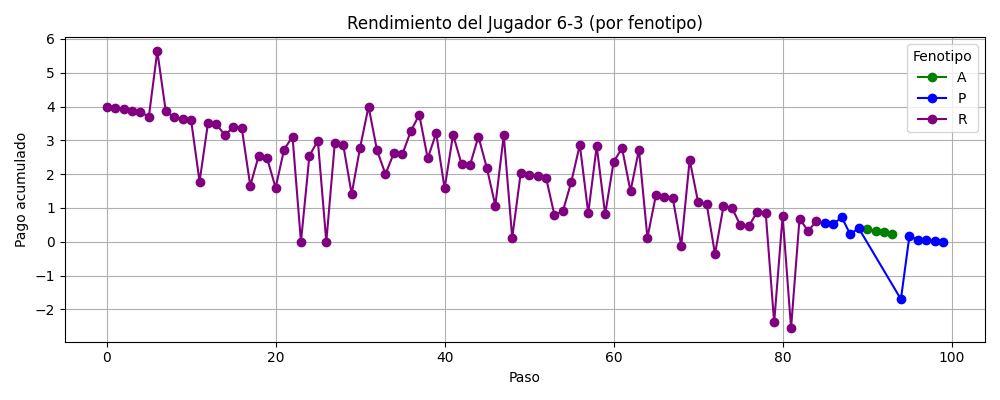 Rendimiento del Jugador 6-3 (por fenotipo)
Pago acumulado
6
5
4
3
2
1
0
−1
−2
Fenotipo
A
P
R
0 20 40 60 80 100
Paso